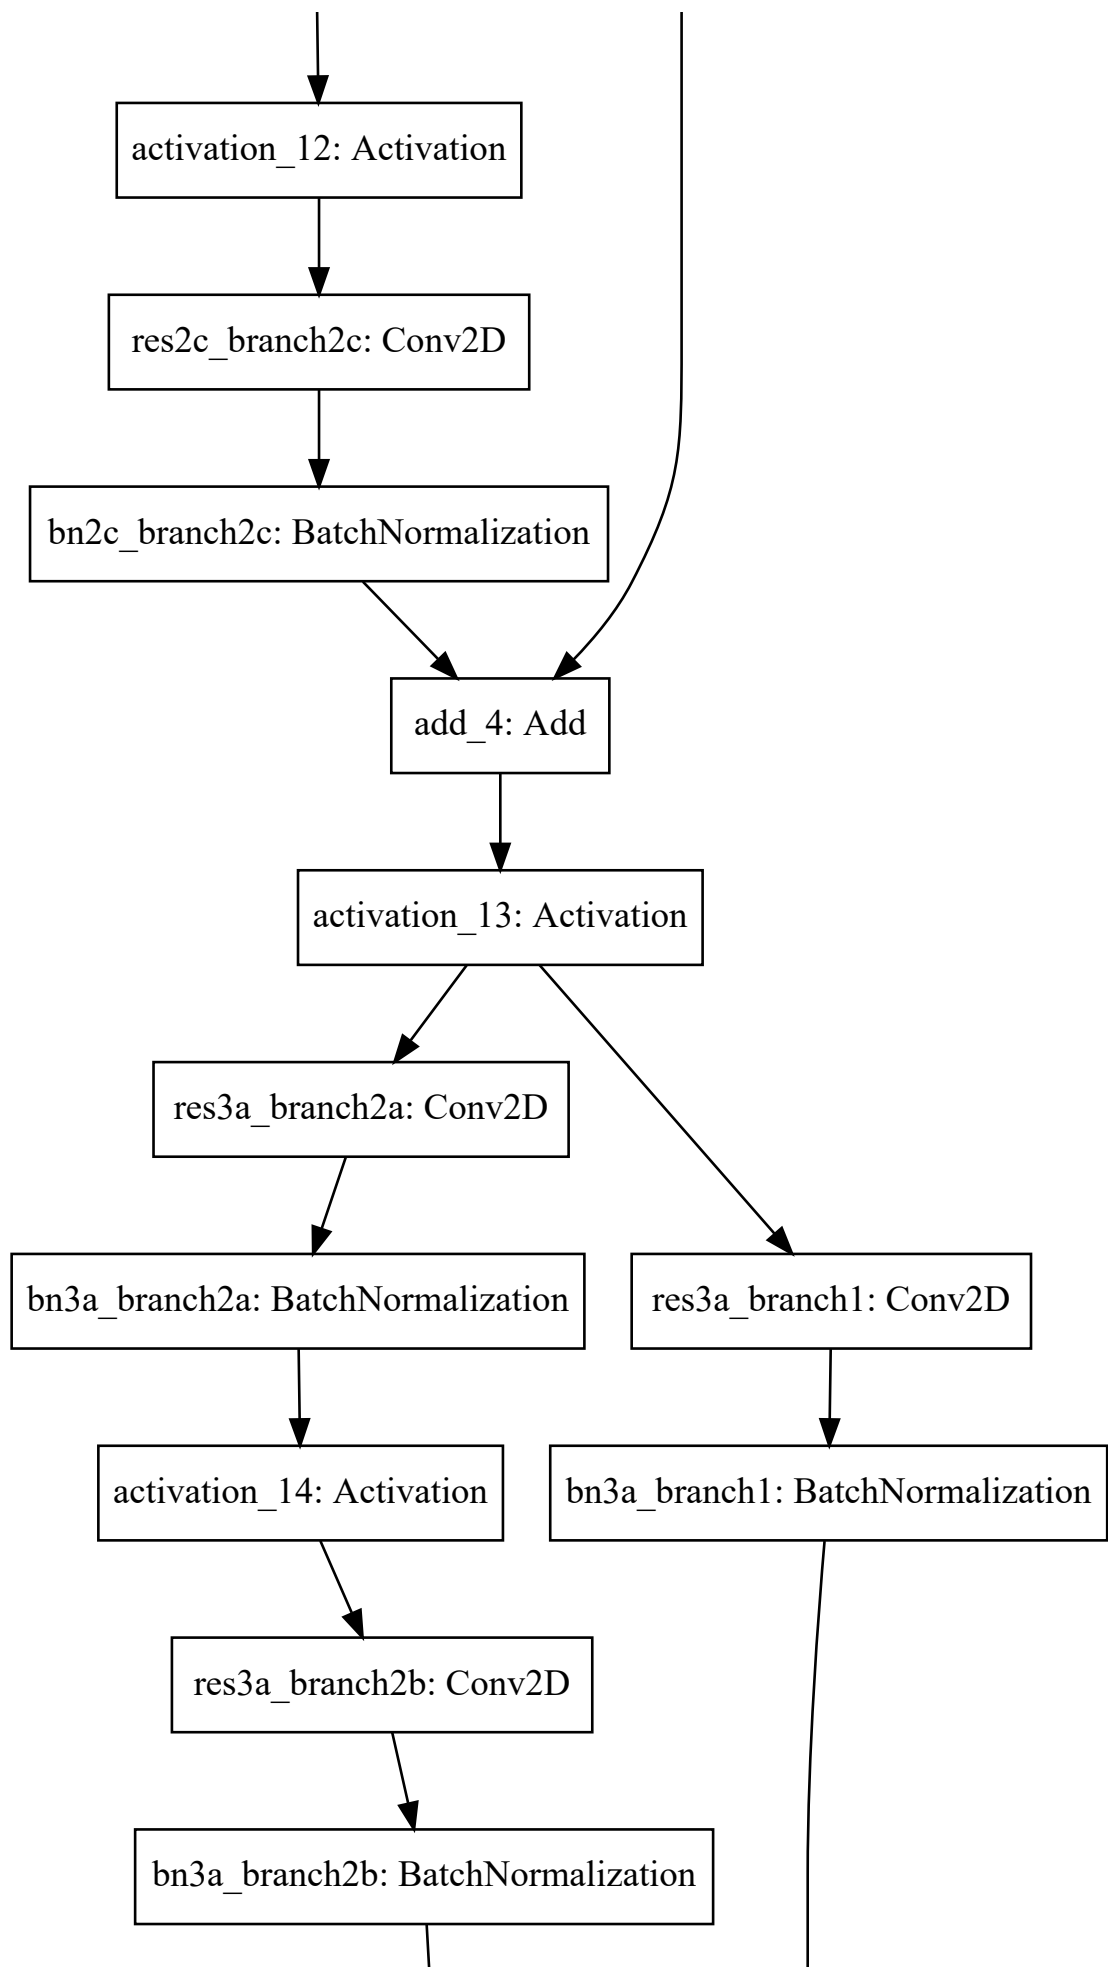 activation_12: Activation
res2c_branch2c: Conv2D
bn2c_branch2c: BatchNormalization
add_4: Add
activation_13: Activation
res3a_branch2a: Conv2D
bn3a_branch2a: BatchNormalization
res3a_branch1: Conv2D
activation_14: Activation
bn3a_branch1: BatchNormalization
res3a_branch2b: Conv2D
bn3a_branch2b: BatchNormalization